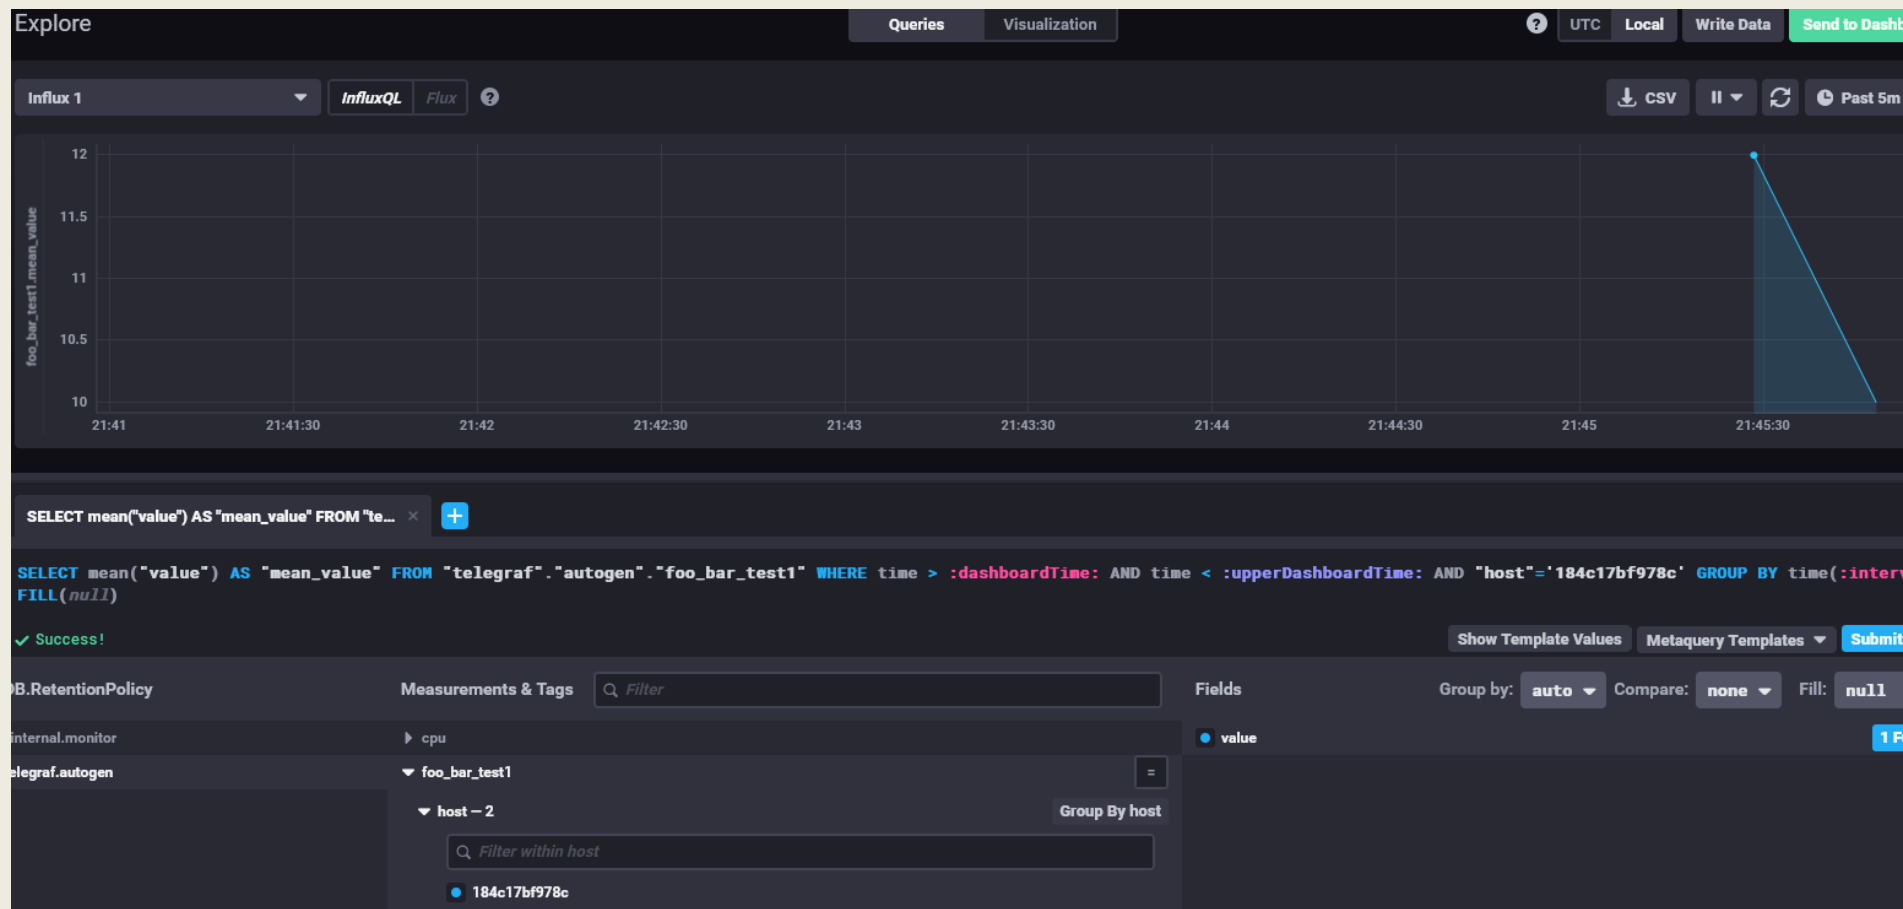 Explore
Queries Visualization
? UTC Local Write Data Send to Dashb
Influx 1 InfluxQL Flux ?
CSV Past 5m
12
11.5
11
10.5
10
foo_bar_test1.mean_value
21:41 21:41:30 21:42 21:42:30 21:43 21:43:30 21:44 21:44:30 21:45 21:45:30
SELECT mean("value") AS "mean_value" FROM "te... × +
SELECT mean("value") AS "mean_value" FROM "telegraf"."autogen"."foo_bar_test1" WHERE time > :dashboardTime: AND time < :upperDashboardTime: AND "host"='184c17bf978c' GROUP BY time(:interv
FILL(null)
Success! Show Template Values Metaquery Templates Submit
DB.RetentionPolicy Measurements & Tags Filter Fields Group by: auto Compare: none Fill: null
internal.monitor cpu value 1 F
elegraf.autogen foo_bar_test1 =
host – 2 Group By host
Filter within host
184c17bf978c